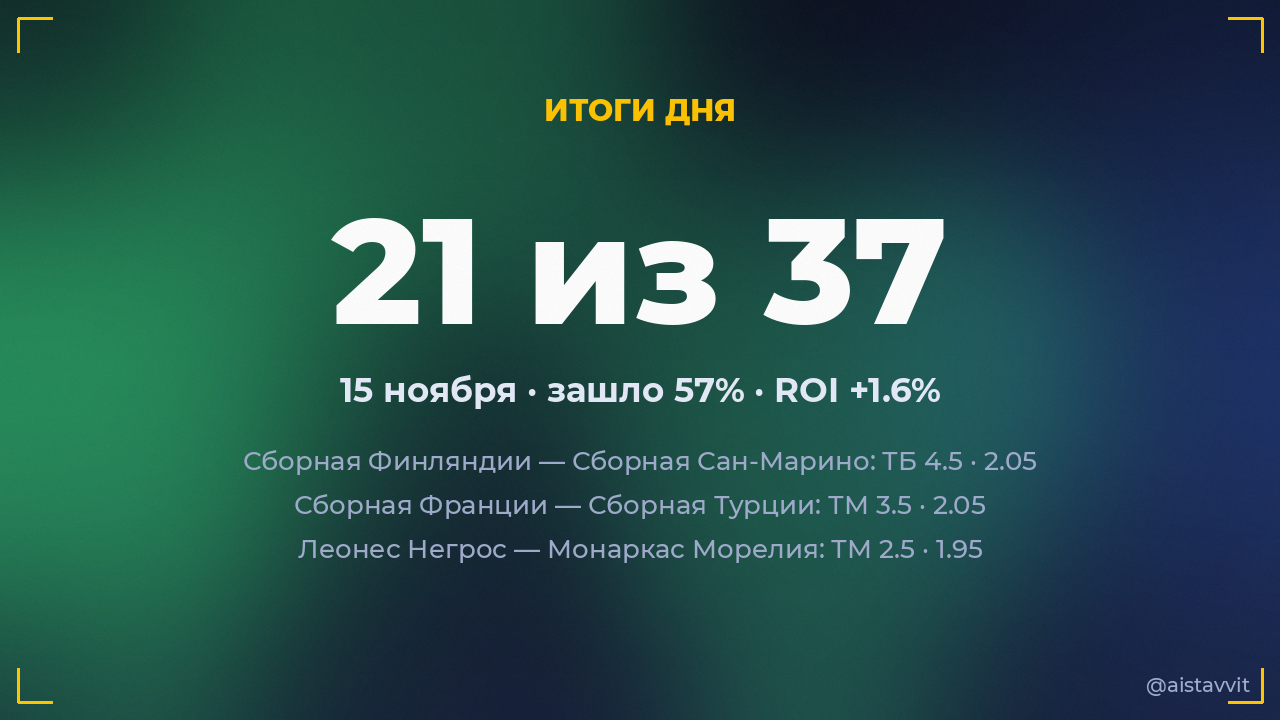 ИТОГИ ДНЯ
21 из 37
15 ноября · зашло 57% · ROI +1.6%
Сборная Финляндии — Сборная Сан-Марино: ТБ 4.5 · 2.05
Сборная Франции — Сборная Турции: ТМ 3.5 · 2.05
Леонес Негрос — Монаркас Морелия: ТМ 2.5 · 1.95
@aistavvit